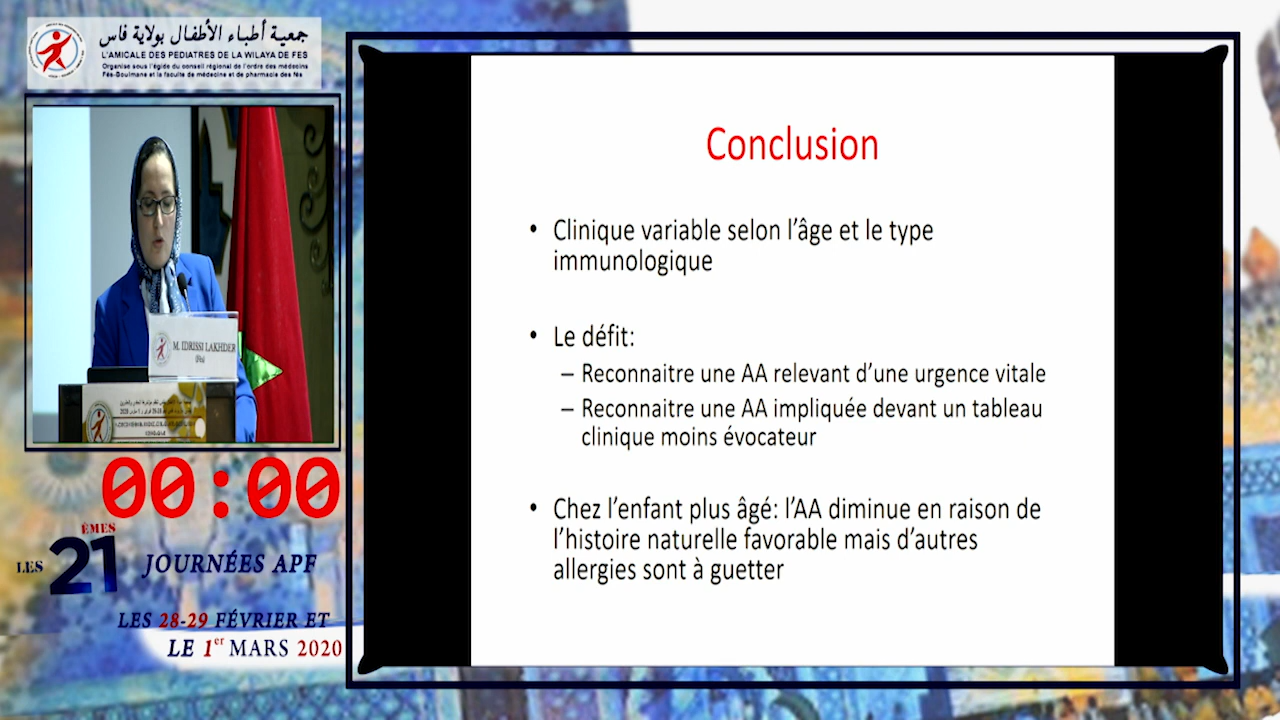 جمعية أطباء الأطفال بولاية فاس
L'AMICALE DES PEDIATRES DE LA WILAYA DE FES
Organise sous l'égide du conseil régional de l'ordre des médecins
Fés-Boulmane et la faculté de médecine et de pharmacie des fés
M. IDRISSI LAKHDER
(Fès)
00:00
LES 21 ÈMES JOURNÉES APF
LES 28-29 FÉVRIER ET
LE 1er MARS 2020
Conclusion
• Clinique variable selon l'âge et le type
immunologique
• Le défit:
– Reconnaitre une AA relevant d'une urgence vitale
– Reconnaitre une AA impliquée devant un tableau
clinique moins évocateur
• Chez l'enfant plus âgé: l'AA diminue en raison de
l'histoire naturelle favorable mais d'autres
allergies sont à guetter